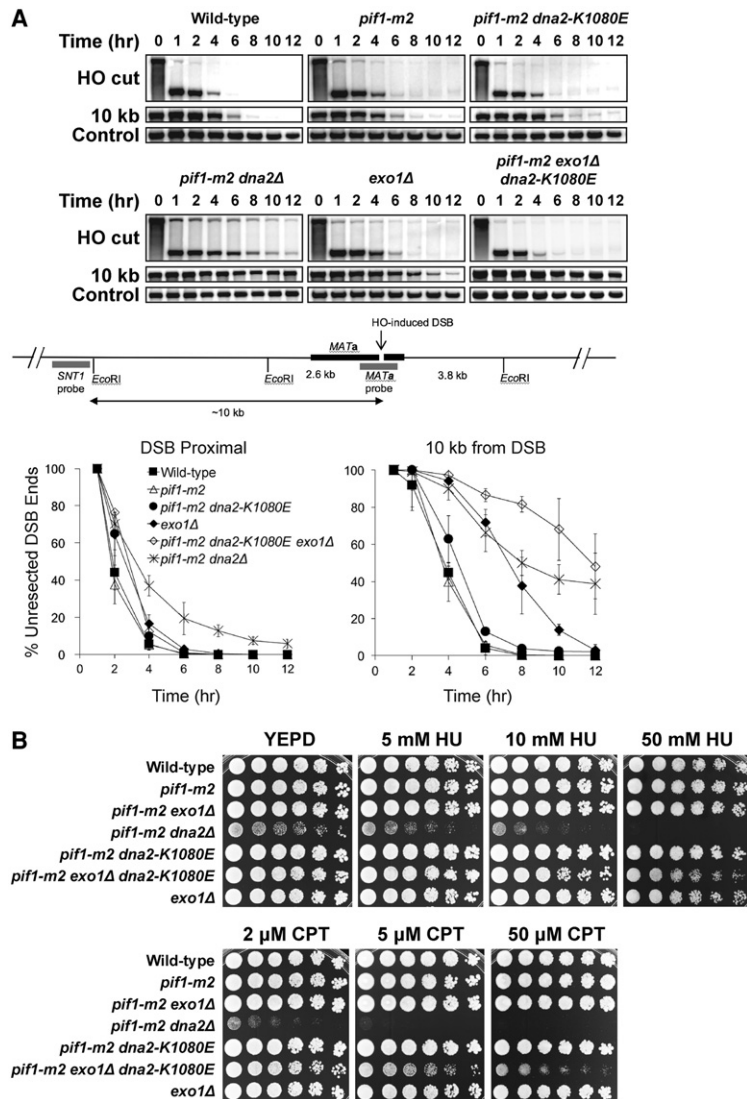 A
Wild-type pif1-m2 pif1-m2 dna2-K1080E
Time (hr) 0 1 2 4 6 8 10 12 0 1 2 4 6 8 10 12 0 1 2 4 6 8 10 12
HO cut
10 kb
Control
pif1-m2 dna2Δ exo1Δ pif1-m2 exo1Δ
dna2-K1080E
Time (hr) 0 1 2 4 6 8 10 12 0 1 2 4 6 8 10 12 0 1 2 4 6 8 10 12
HO cut
10 kb
Control
HO-induced DSB
MATa
SNT1
probe
EcoRI
EcoRI
2.6 kb
MATa
probe
3.8 kb
EcoRI
~10 kb
DSB Proximal
% Unresected DSB Ends
100
80
60
40
20
0
0 2 4 6 8 10 12
Time (hr)
Wild-type
pif1-m2
pif1-m2 dna2-K1080E
exo1Δ
pif1-m2 dna2-K1080E exo1Δ
pif1-m2 dna2Δ
10 kb from DSB
100
80
60
40
20
0
0 2 4 6 8 10 12
Time (hr)
B
YEPD 5 mM HU 10 mM HU 50 mM HU
Wild-type
pif1-m2
pif1-m2 exo1Δ
pif1-m2 dna2Δ
pif1-m2 dna2-K1080E
pif1-m2 exo1Δ dna2-K1080E
exo1Δ
2 µM CPT 5 µM CPT 50 µM CPT
Wild-type
pif1-m2
pif1-m2 exo1Δ
pif1-m2 dna2Δ
pif1-m2 dna2-K1080E
pif1-m2 exo1Δ dna2-K1080E
exo1Δ